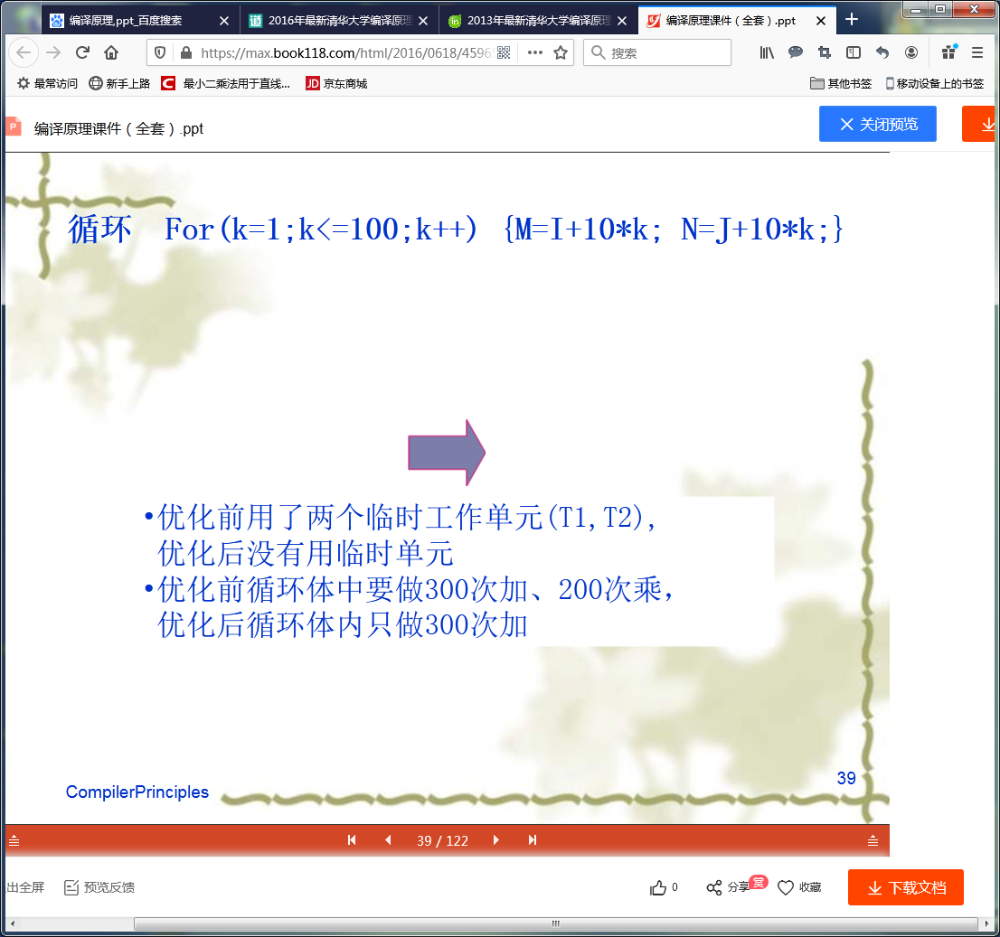 编译原理.ppt_百度搜索
2016年最新清华大学编译原理
2013年最新清华大学编译原理
编译原理课件（全套）.ppt
https://max.book118.com/html/2016/0618/4596
搜索
最常访问 新手上路 最小二乘法用于直线... JD 京东商城 其他书签 移动设备上的书签
P 编译原理课件（全套）.ppt
关闭预览
循环 For(k=1;k<=100;k++) {M=I+10*k; N=J+10*k;}
•优化前用了两个临时工作单元(T1,T2),
优化后没有用临时单元
•优化前循环体中要做300次加、200次乘，
优化后循环体内只做300次加
39
CompilerPrinciples
39 / 122
出全屏 预览反馈 0 分享 赏 收藏 下载文档